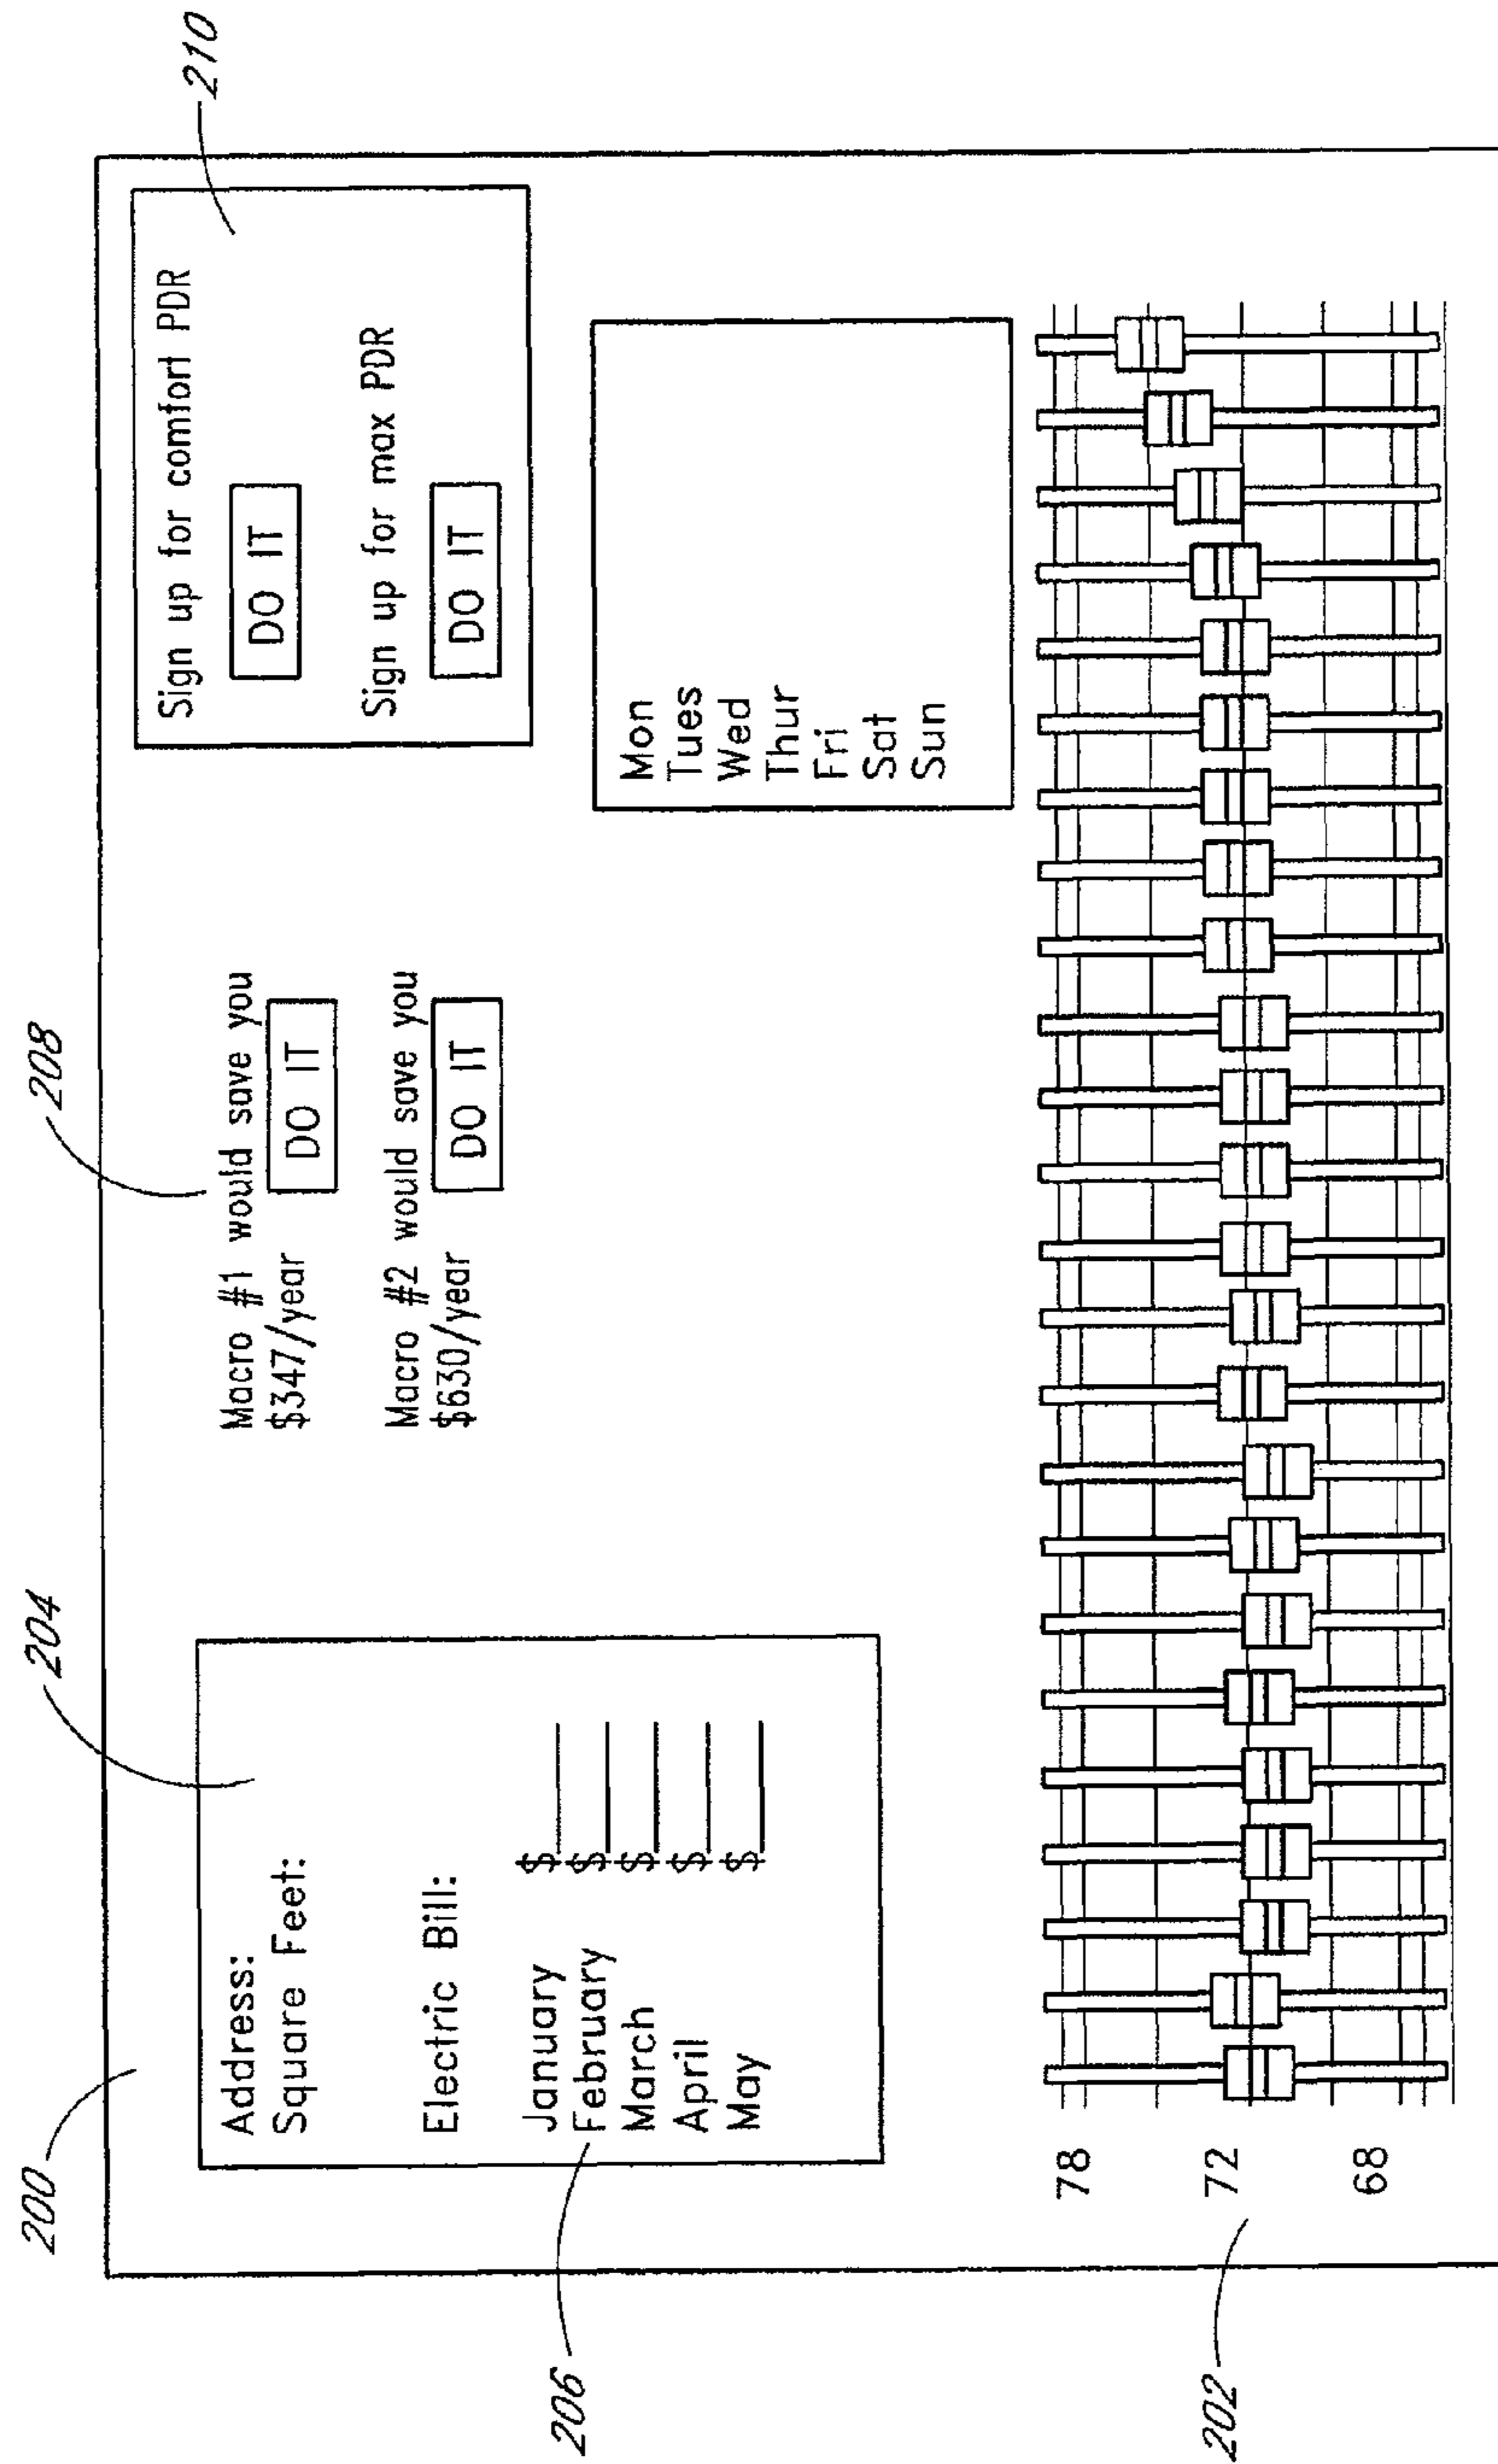 200
204
208
210
Address:
Square Feet:
Electric Bill:
January $
February $
March $
April $
May $
206
Macro #1 would save you
$347/year
DO IT
Macro #2 would save you
$630/year
DO IT
Sign up for comfort PDR
DO IT
Sign up for max PDR
DO IT
Mon
Tues
Wed
Thur
Fri
Sat
Sun
78
72
68
202